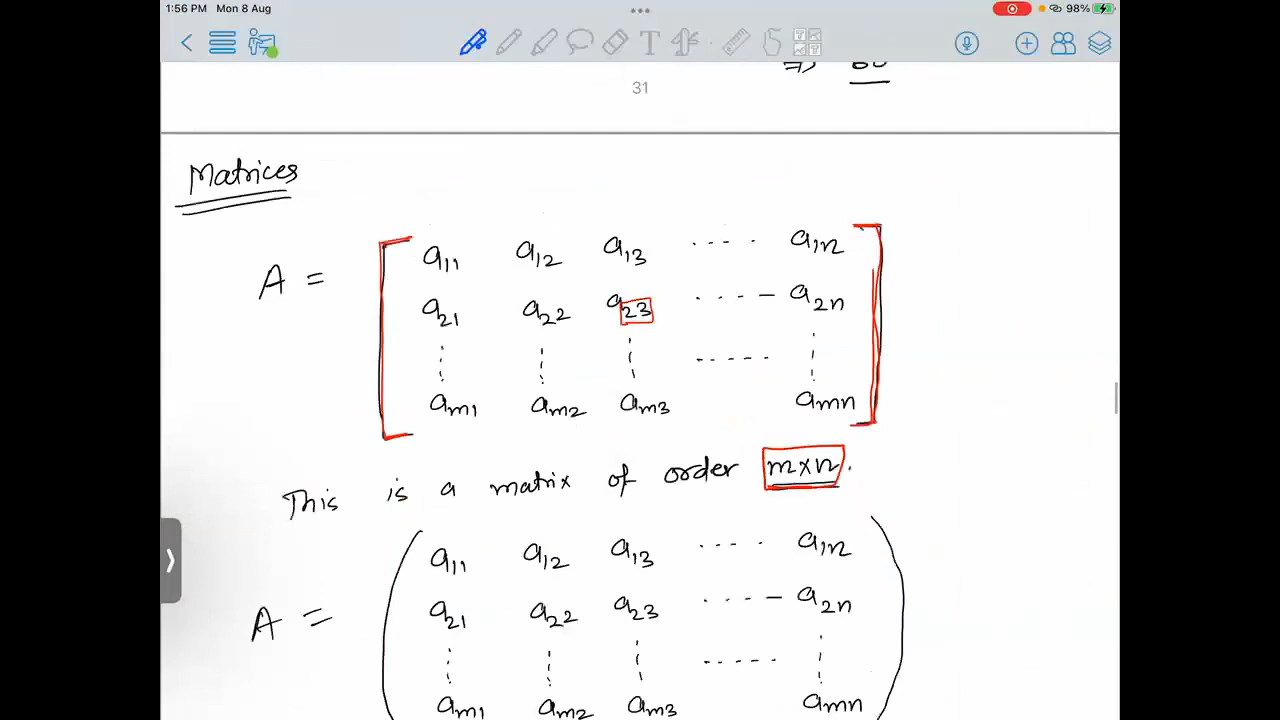 1:56 PM Mon 8 Aug
98%
31
Matrices
A = [ a11 a12 a13 ..... a1n
a21 a22 a23 ..... a2n
⋮ ⋮ ⋮ ..... ⋮
am1 am2 am3 amn ]
This is a matrix of order m×n.
A = ( a11 a12 a13 ..... a1n
a21 a22 a23 ..... a2n
⋮ ⋮ ⋮ ..... ⋮
am1 am2 am3 amn